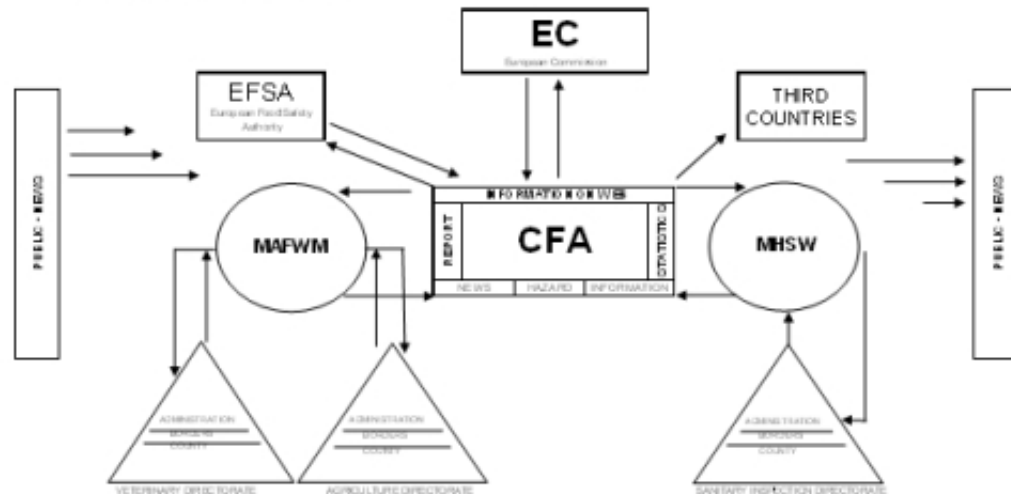 EC
European Commission
EFSA
European Food Safety
Authority
THIRD
COUNTRIES
PUBLIC - NEWS
INFORMATION ON WEB
REPORT
CFA
STATISTICS
NEWS
HAZARD
INFORMATION
MAFWM
MHSW
PUBLIC - NEWS
ADMINISTRATION
BORDERS
COUNTY
VETERINARY DIRECTORATE
ADMINISTRATION
BORDERS
COUNTY
AGRICULTURE DIRECTORATE
ADMINISTRATION
BORDERS
COUNTY
SANITARY INSPECTION DIRECTORATE